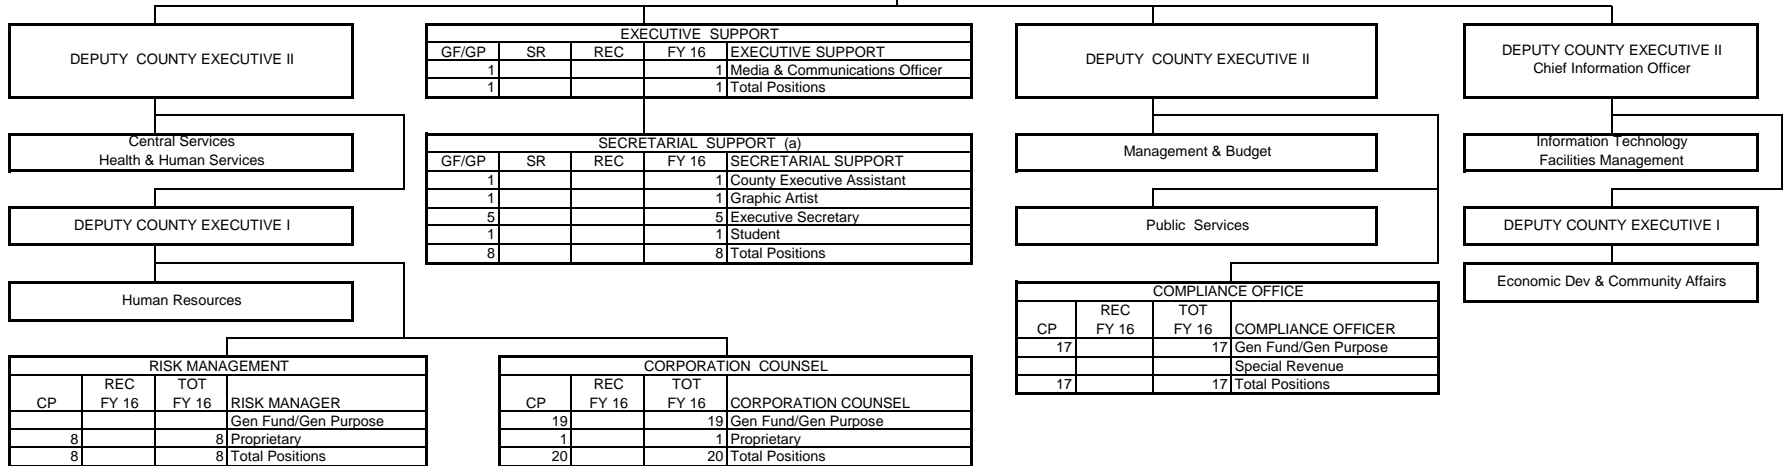 DEPUTY COUNTY EXECUTIVE II
Central Services
Health & Human Services
DEPUTY COUNTY EXECUTIVE I
Human Resources
EXECUTIVE SUPPORT
GF/GP SR REC FY 16 EXECUTIVE SUPPORT
1 1 Media & Communications Officer
1 1 Total Positions
SECRETARIAL SUPPORT (a)
GF/GP SR REC FY 16 SECRETARIAL SUPPORT
1 1 County Executive Assistant
1 1 Graphic Artist
5 5 Executive Secretary
1 1 Student
8 8 Total Positions
DEPUTY COUNTY EXECUTIVE II
Management & Budget
Public Services
DEPUTY COUNTY EXECUTIVE II
Chief Information Officer
Information Technology
Facilities Management
DEPUTY COUNTY EXECUTIVE I
Economic Dev & Community Affairs
RISK MANAGEMENT
REC TOT
CP FY 16 FY 16 RISK MANAGER
Gen Fund/Gen Purpose
8 8 Proprietary
8 8 Total Positions
CORPORATION COUNSEL
REC TOT
CP FY 16 FY 16 CORPORATION COUNSEL
19 19 Gen Fund/Gen Purpose
1 1 Proprietary
20 20 Total Positions
COMPLIANCE OFFICE
REC TOT
CP FY 16 FY 16 COMPLIANCE OFFICER
17 17 Gen Fund/Gen Purpose
Special Revenue
17 17 Total Positions